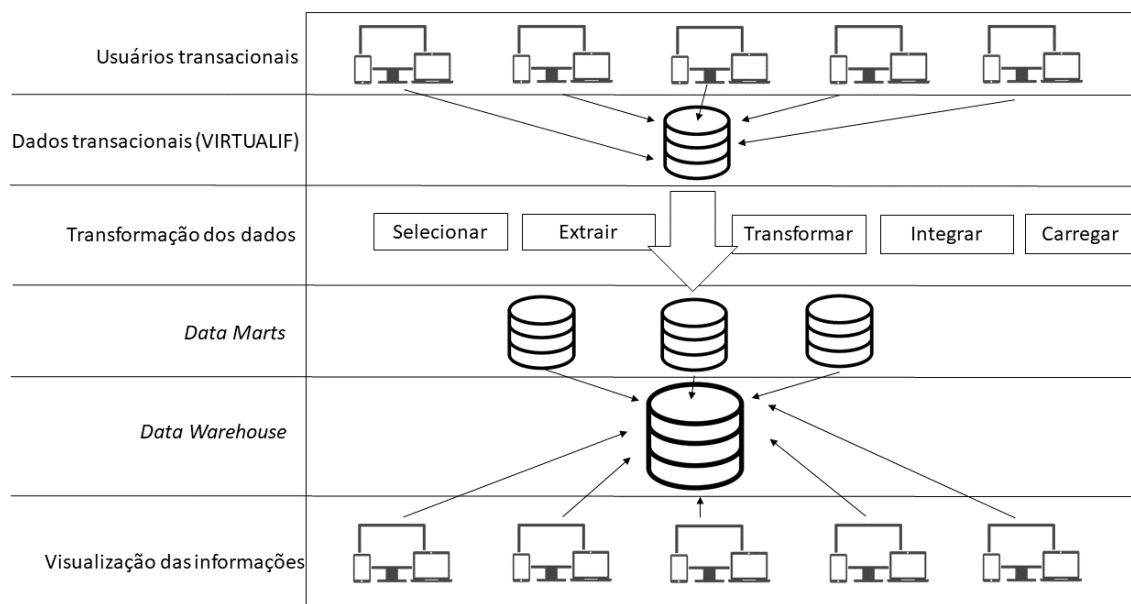 Usuários transacionais
Dados transacionais (VIRTUALIF)
Transformação dos dados
Selecionar
Extrair
Transformar
Integrar
Carregar
Data Marts
Data Warehouse
Visualização das informações